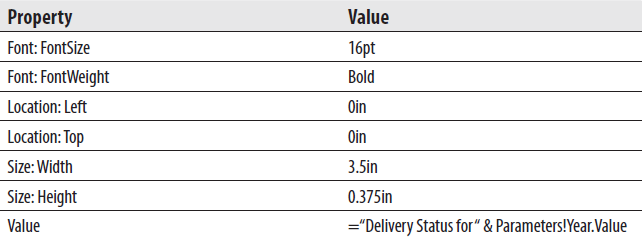 Property Value
Font: FontSize 16pt
Font: FontWeight Bold
Location: Left 0in
Location: Top 0in
Size: Width 3.5in
Size: Height 0.375in
Value =“Delivery Status for“ & Parameters!Year.Value